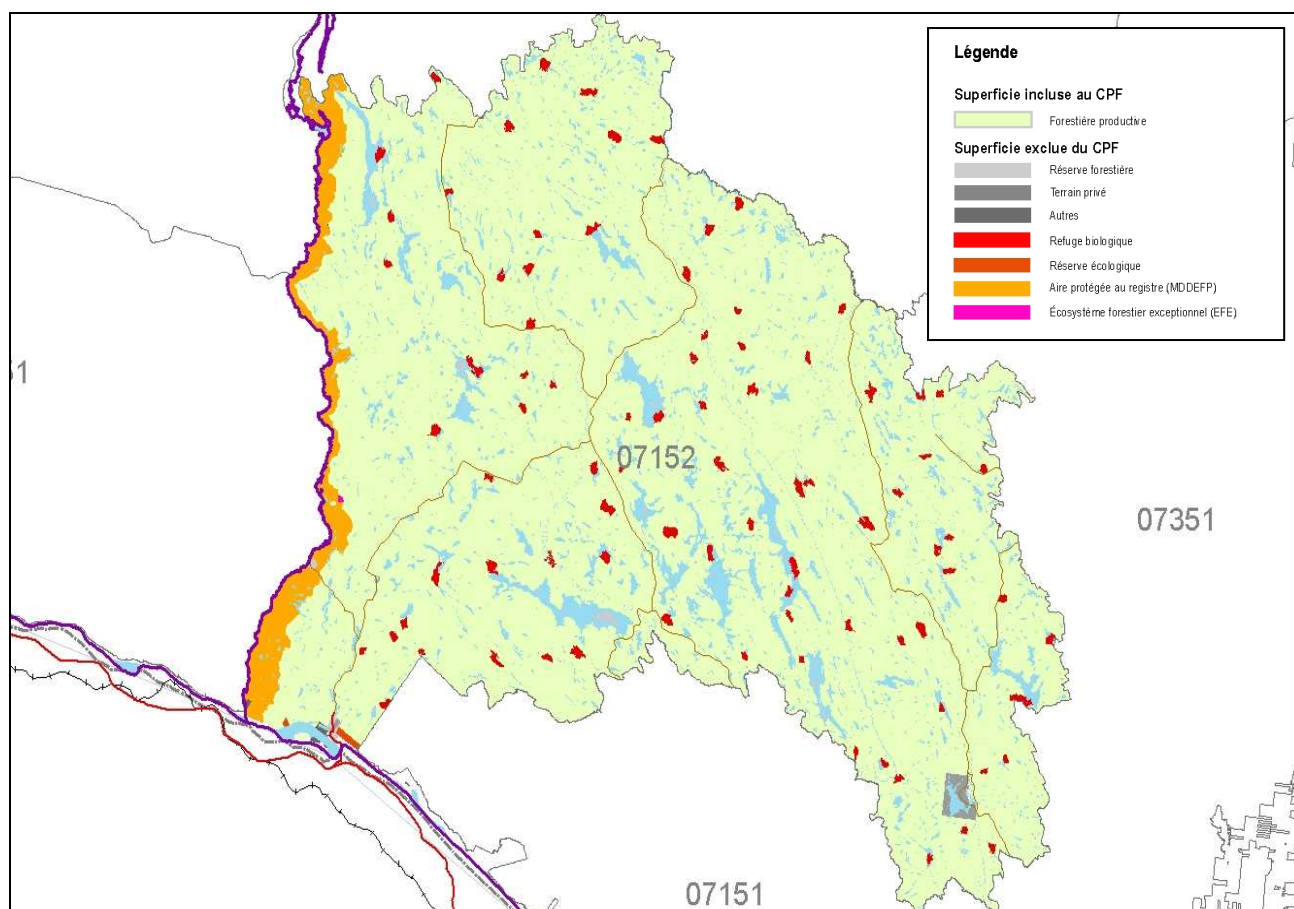 Légende
Superficie incluse au CPF
Forestière productive
Superficie exclue du CPF
Réserve forestière
Terrain privé
Autres
Refuge biologique
Réserve écologique
Aire protégée au registre (MDDEFP)
Écosystème forestier exceptionnel (EFE)
51
07152
07351
07151